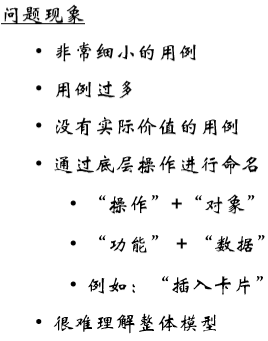 问题现象
• 非常细小的用例
• 用例过多
• 没有实际价值的用例
• 通过底层操作进行命名
• “操作”+“对象”
• “功能” + “数据”
• 例如： “插入卡片”
• 很难理解整体模型